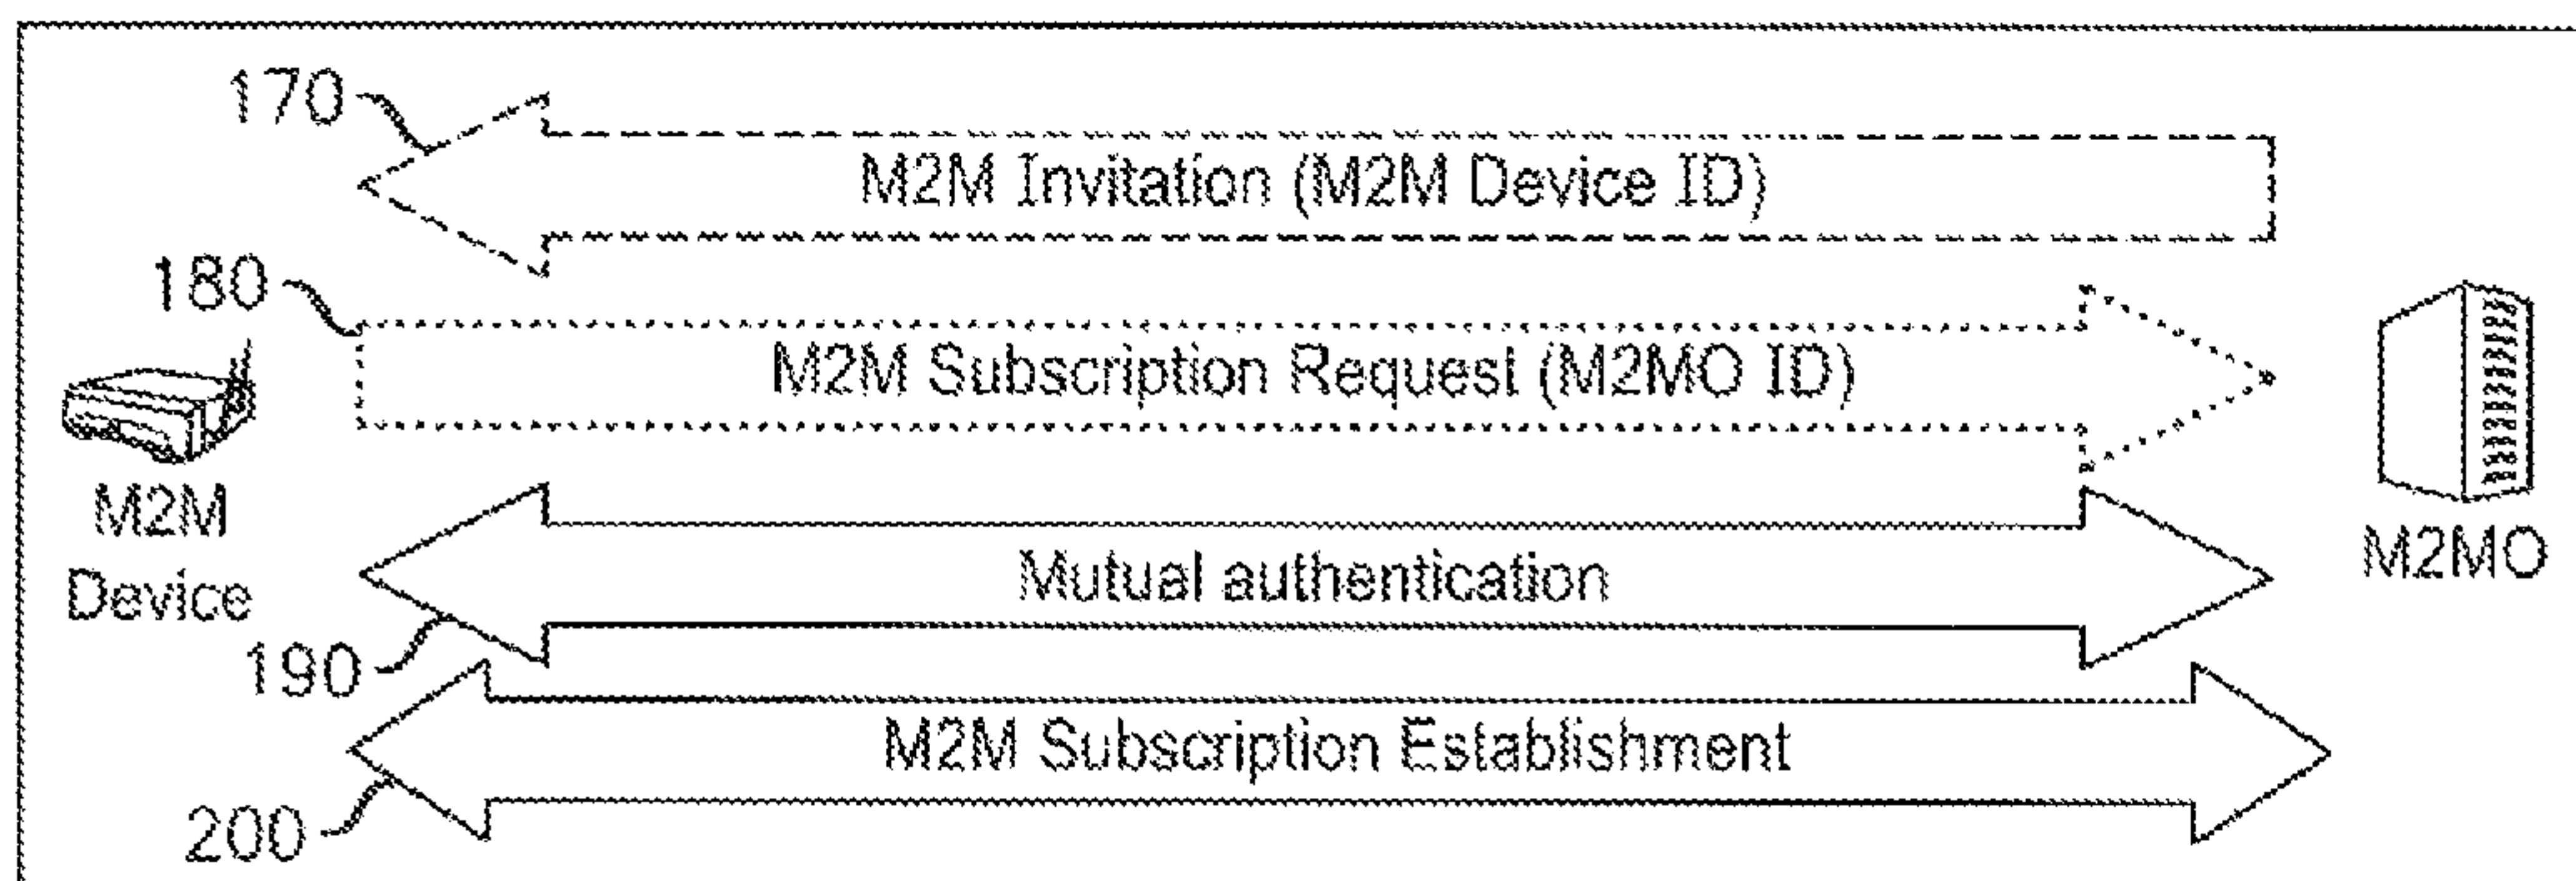 170
M2M Invitation (M2M Device ID)
180
M2M Subscription Request (M2MO ID)
M2M
Device
M2MO
Mutual authentication
190
M2M Subscription Establishment
200